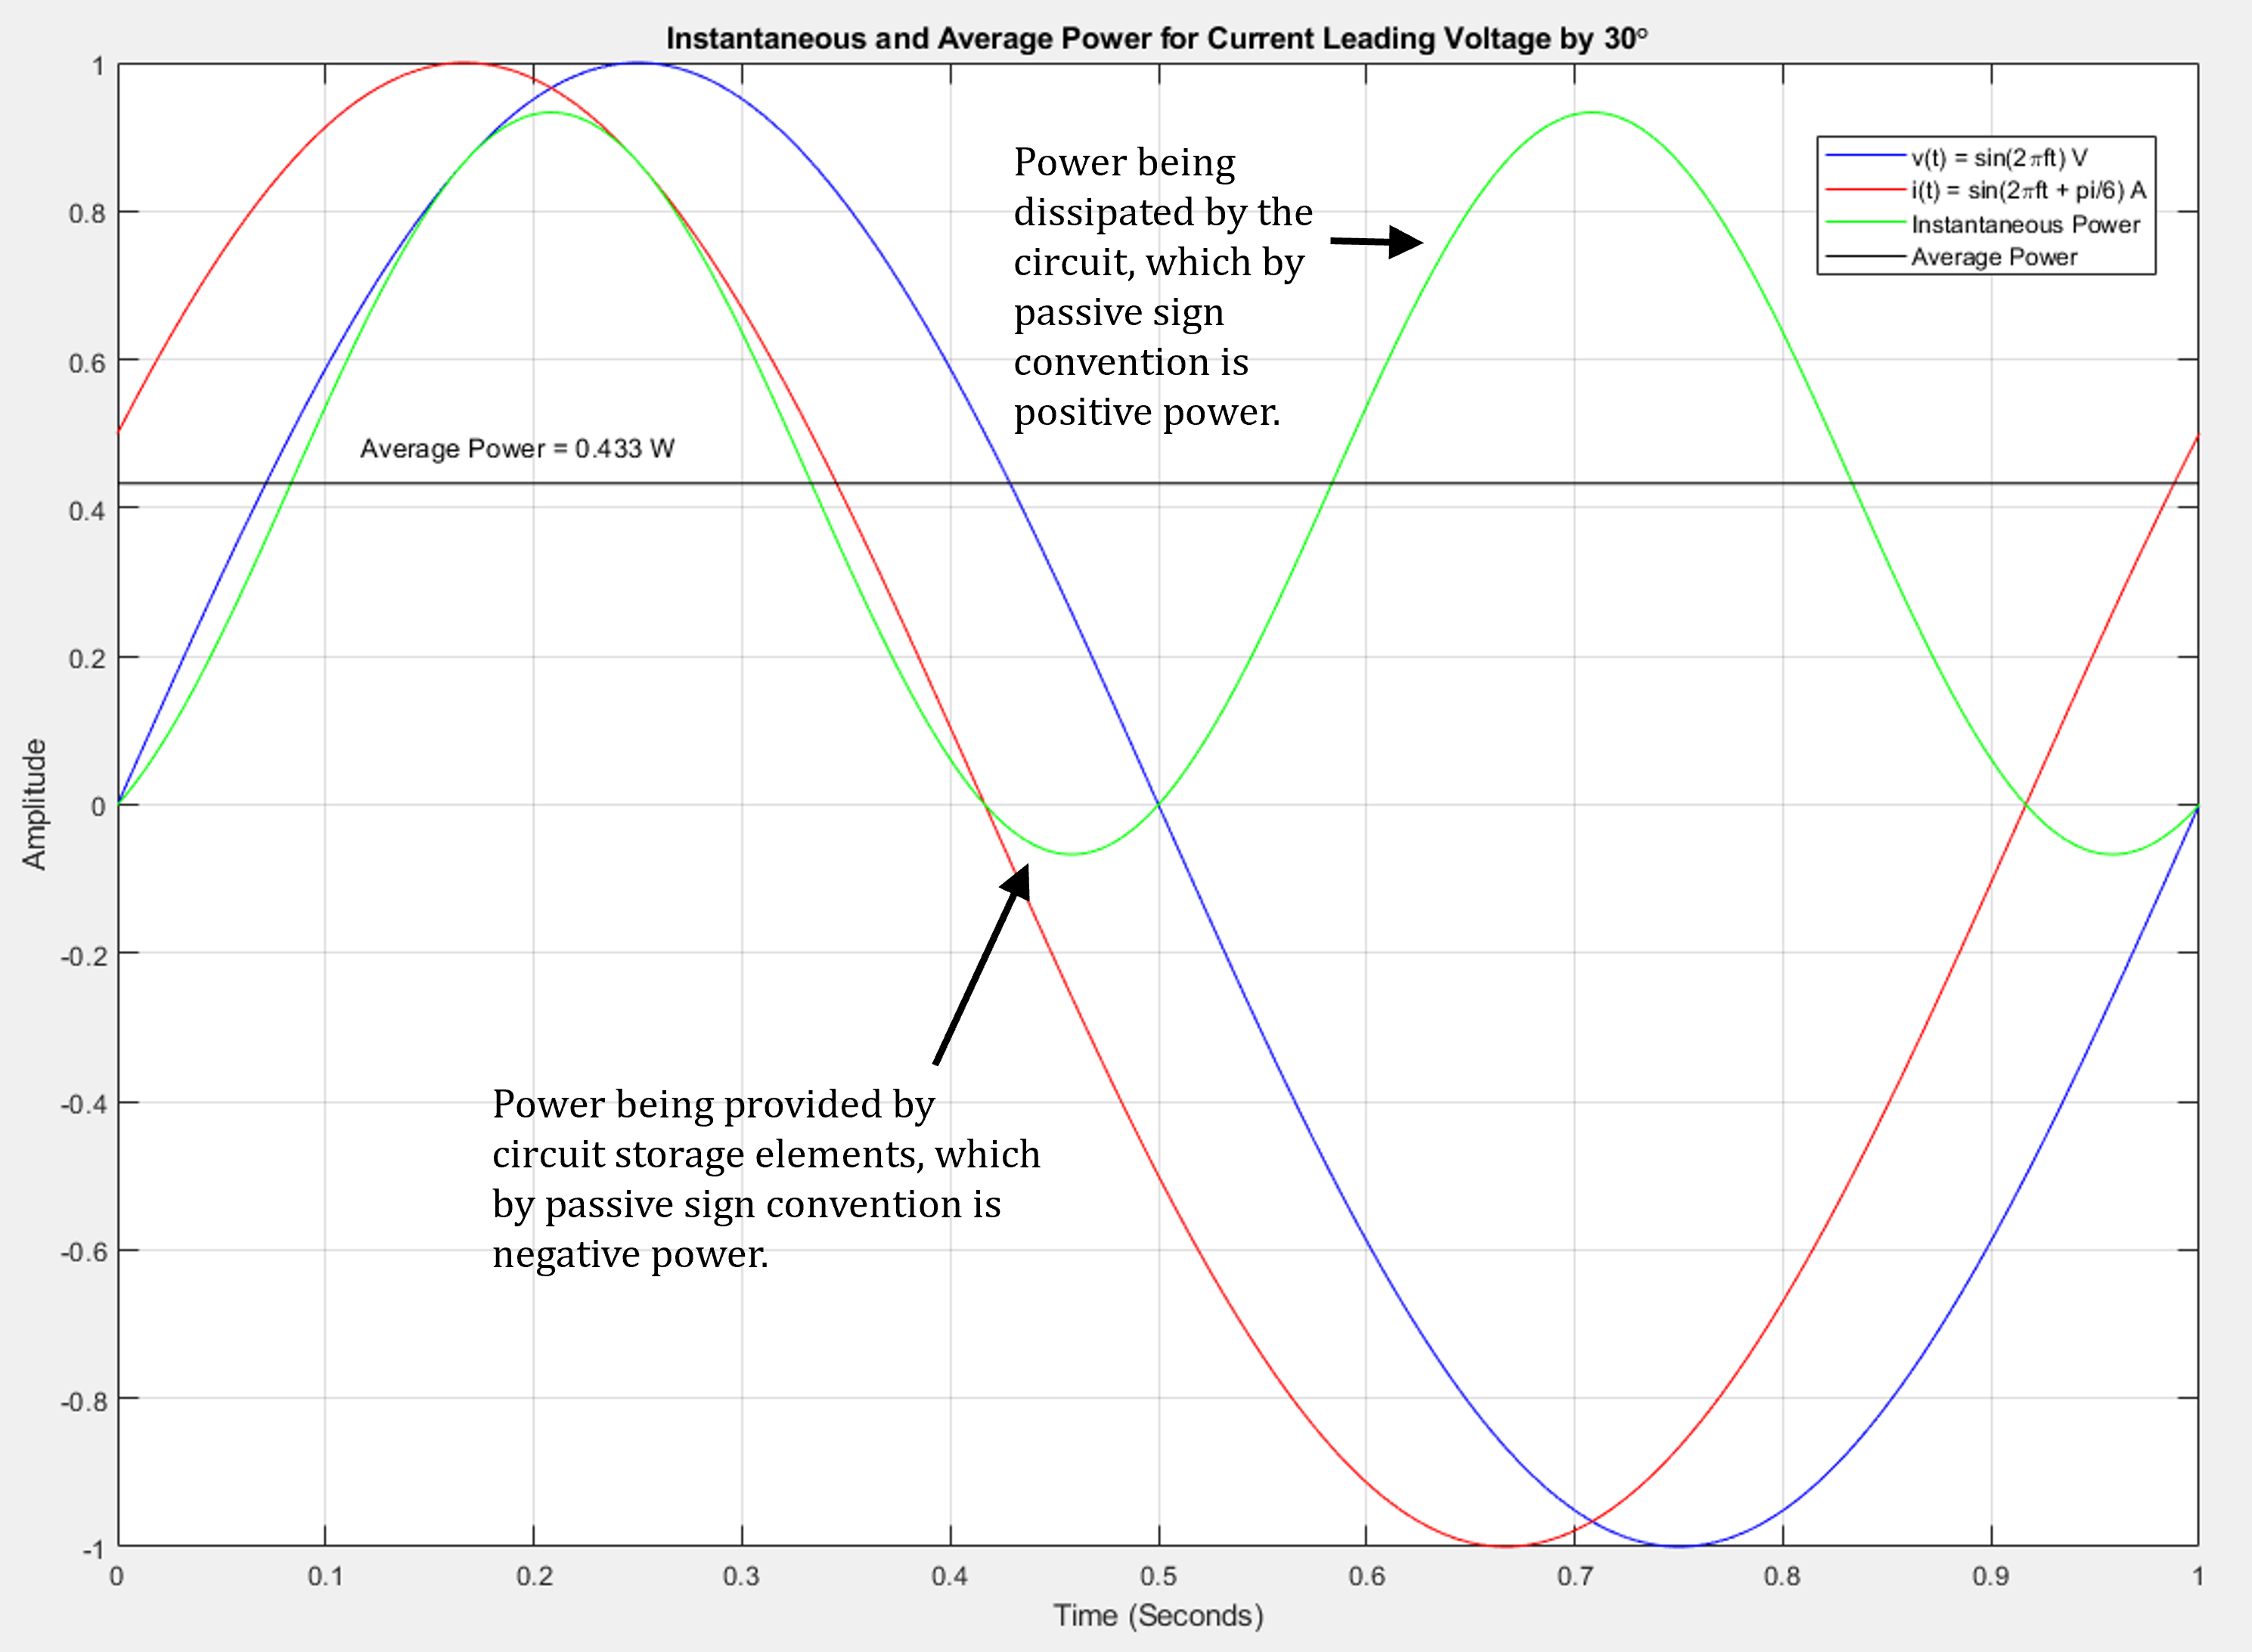 Instantaneous and Average Power for Current Leading Voltage by 30°
1
0.8
0.6
0.4
0.2
0
-0.2
-0.4
-0.6
-0.8
-1
Amplitude
Power being
dissipated by the
circuit, which by
passive sign
convention is
positive power.
v(t) = sin(2πft) V
i(t) = sin(2πft + pi/6) A
Instantaneous Power
Average Power
Average Power = 0.433 W
Power being provided by
circuit storage elements, which
by passive sign convention is
negative power.
0 0.1 0.2 0.3 0.4 0.5 0.6 0.7 0.8 0.9 1
Time (Seconds)